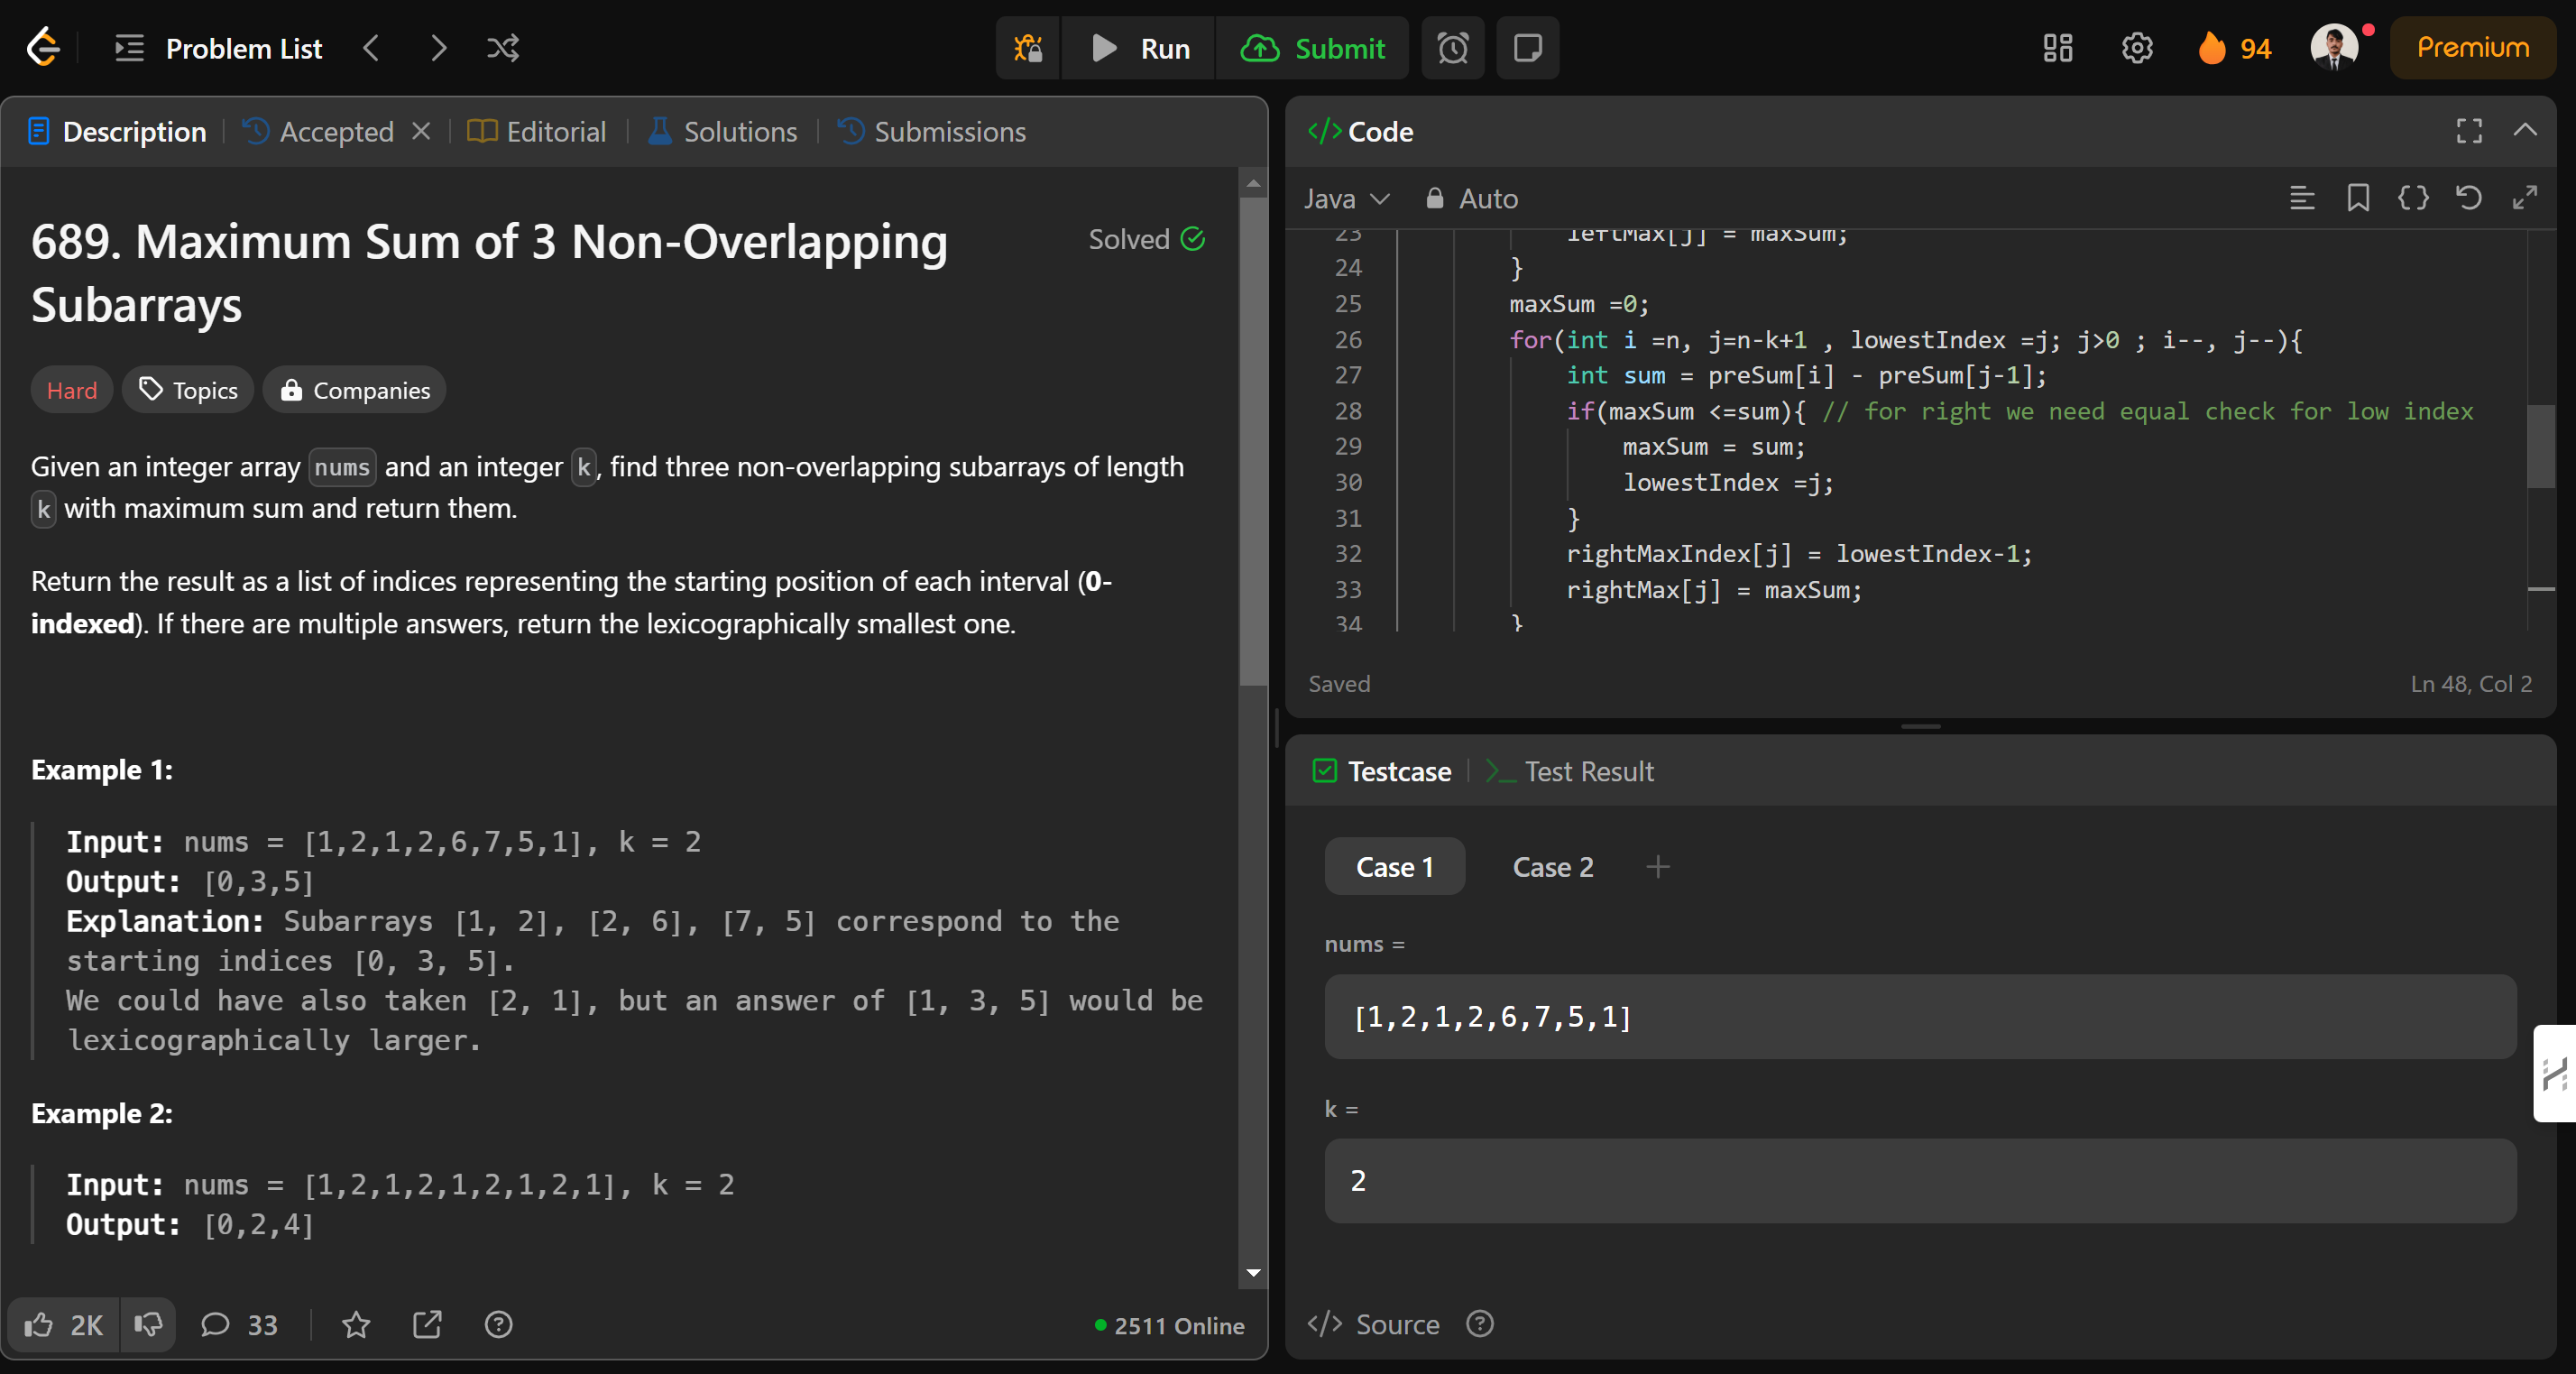 Problem List
Run
Submit
94
Premium
Description
Accepted
Editorial
Solutions
Submissions
689. Maximum Sum of 3 Non-Overlapping
Subarrays
Solved
Hard
Topics
Companies
Given an integer array nums and an integer k, find three non-overlapping subarrays of length
k with maximum sum and return them.
Return the result as a list of indices representing the starting position of each interval (0-
indexed). If there are multiple answers, return the lexicographically smallest one.
Example 1:
Input: nums = [1,2,1,2,6,7,5,1], k = 2
Output: [0,3,5]
Explanation: Subarrays [1, 2], [2, 6], [7, 5] correspond to the
starting indices [0, 3, 5].
We could have also taken [2, 1], but an answer of [1, 3, 5] would be
lexicographically larger.
Example 2:
Input: nums = [1,2,1,2,1,2,1,2,1], k = 2
Output: [0,2,4]
2K
33
2511 Online
</> Code
Java
Auto
23 leftMax[j] = maxSum;
24 }
25 maxSum =0;
26 for(int i =n, j=n-k+1 , lowestIndex =j; j>0 ; i--, j--){
27 int sum = preSum[i] - preSum[j-1];
28 if(maxSum <=sum){ // for right we need equal check for low index
29 maxSum = sum;
30 lowestIndex =j;
31 }
32 rightMaxIndex[j] = lowestIndex-1;
33 rightMax[j] = maxSum;
34 }
Saved
Ln 48, Col 2
Testcase
Test Result
Case 1
Case 2
nums =
[1,2,1,2,6,7,5,1]
k =
2
</> Source